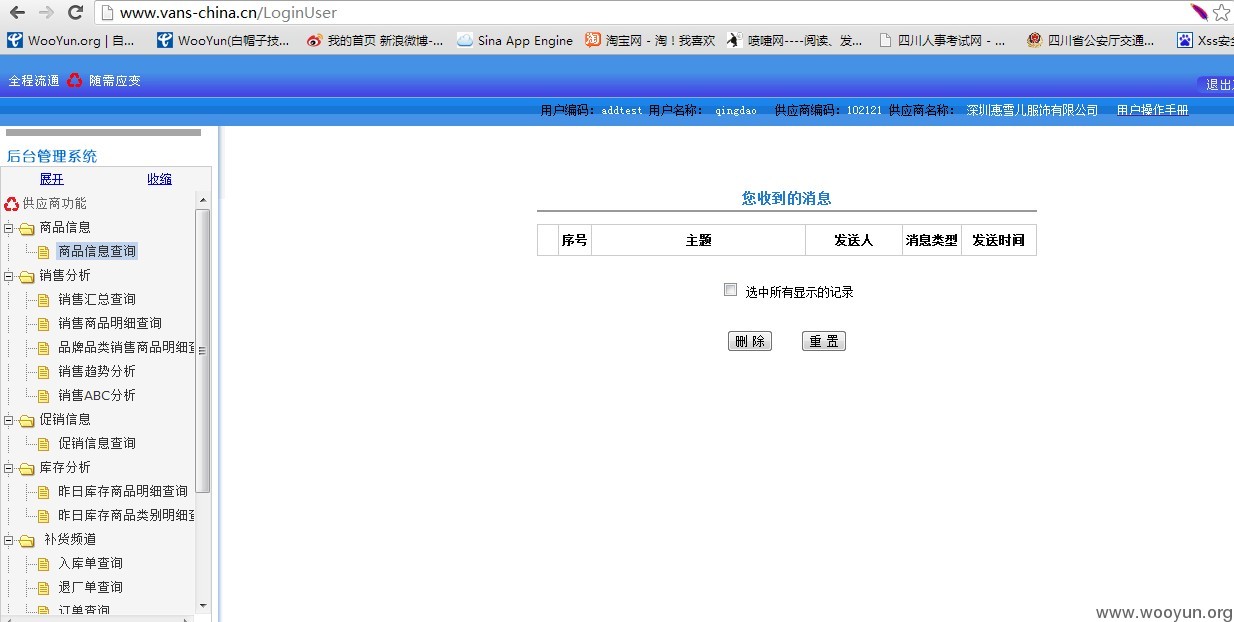 www.vans-china.cn/LoginUser
WooYun.org | 自... WooYun(白帽子技... 我的首页 新浪微博-... Sina App Engine 淘宝网 - 淘！我喜欢 喷嚏网----阅读、发... 四川人事考试网 - ... 四川省公安厅交通... Xss安全
全程流通 随需应变
退出
用户编码： addtest 用户名称： qingdao 供应商编码：102121 供应商名称： 深圳惠雪儿服饰有限公司 用户操作手册
后台管理系统
展开 收缩
供应商功能
商品信息
商品信息查询
销售分析
销售汇总查询
销售商品明细查询
品牌品类销售商品明细查
销售趋势分析
销售ABC分析
促销信息
促销信息查询
库存分析
昨日库存商品明细查询
昨日库存商品类别明细查
补货频道
入库单查询
退厂单查询
订单查询
您收到的消息
序号 主题 发送人 消息类型 发送时间
选中所有显示的记录
删 除 重 置
www.wooyun.org